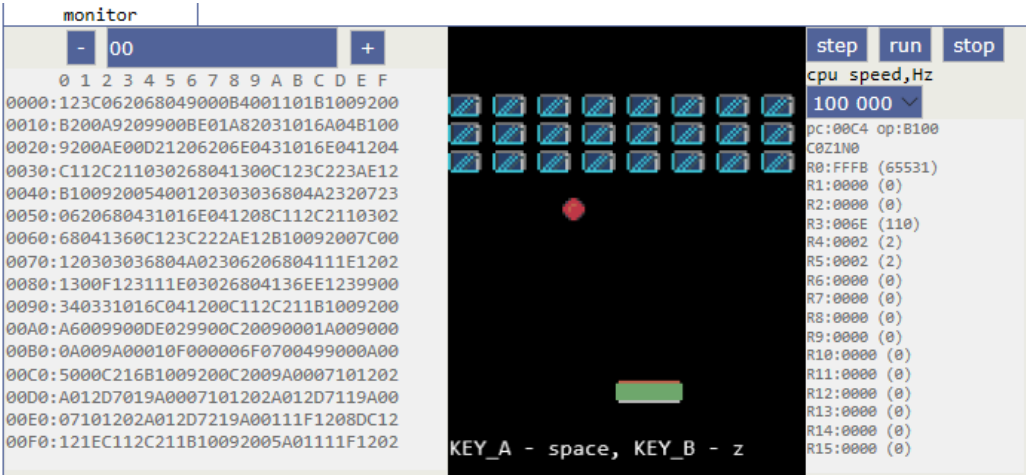 monitor
- 00 +
0 1 2 3 4 5 6 7 8 9 A B C D E F
0000:123C062068049000B4001101B1009200
0010:B200A9209900BE01A82031016A04B100
0020:9200AE00D21206206E0431016E041204
0030:C112C211030268041300C123C223AE12
0040:B10092005400120303036804A2320723
0050:0620680431016E041208C112C2110302
0060:68041360C123C222AE12B10092007C00
0070:120303036804A02306206804111E1202
0080:1300F123111E03026804136EE1239900
0090:340331016C041200C112C211B1009200
00A0:A6009900DE029900C20090001A009000
00B0:0A009A00010F000006F0700499000A00
00C0:5000C216B1009200C2009A0007101202
00D0:A012D7019A0007101202A012D7119A00
00E0:07101202A012D7219A00111F1208DC12
00F0:121EC112C211B10092005A01111F1202
KEY_A - space, KEY_B - z
step run stop
cpu speed,Hz
100 000
pc:00C4 op:B100
C0Z1N0
R0:FFFB (65531)
R1:0000 (0)
R2:0000 (0)
R3:006E (110)
R4:0002 (2)
R5:0002 (2)
R6:0000 (0)
R7:0000 (0)
R8:0000 (0)
R9:0000 (0)
R10:0000 (0)
R11:0000 (0)
R12:0000 (0)
R13:0000 (0)
R14:0000 (0)
R15:0000 (0)